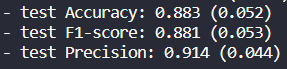 - test Accuracy: 0.883 (0.052)
- test F1-score: 0.881 (0.053)
- test Precision: 0.914 (0.044)